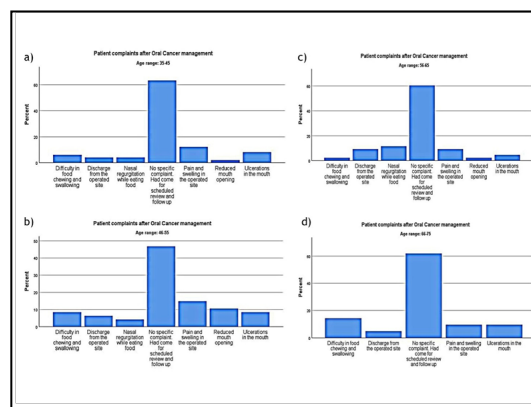 a)
Patient complaints after Oral Cancer management
Age range: 35-45
Percent
60
40
20
0
Difficulty in
food
chewing and
swallowing
Discharge
from the
operated
site
Nasal
regurgitation
while eating
food
No specific
complaint.
Had come
for
scheduled
review and
follow up
Pain and
swelling in
the operated
site
Reduced
mouth
opening
Ulcerations in
the mouth
b)
Patient complaints after Oral Cancer management
Age range: 46-55
Percent
50
40
30
20
10
0
Difficulty in
food
chewing and
swallowing
Discharge
from the
operated
site
Nasal
regurgitation
while eating
food
No specific
complaint.
Had come
for
scheduled
review and
follow up
Pain and
swelling in
the operated
site
Reduced
mouth
opening
Ulcerations
in the mouth
c)
Patient complaints after Oral Cancer management
Age range: 56-65
Percent
60
40
20
0
Difficulty in
food
chewing and
swallowing
Discharge
from the
operated
site
Nasal
regurgitation
while eating
food
No specific
complaint.
Had come
for
scheduled
review and
follow up
Pain and
swelling in
the operated
site
Reduced
mouth
opening
Ulcerations
in the mouth
d)
Patient complaints after Oral Cancer management
Age range: 66-75
Percent
60
40
20
0
Difficulty in food
chewing and
swallowing
Discharge from
the operated site
No specific
complaint. Had
come for
scheduled
review and
follow up
Pain and swelling
in the operated
site
Ulcerations in
the mouth